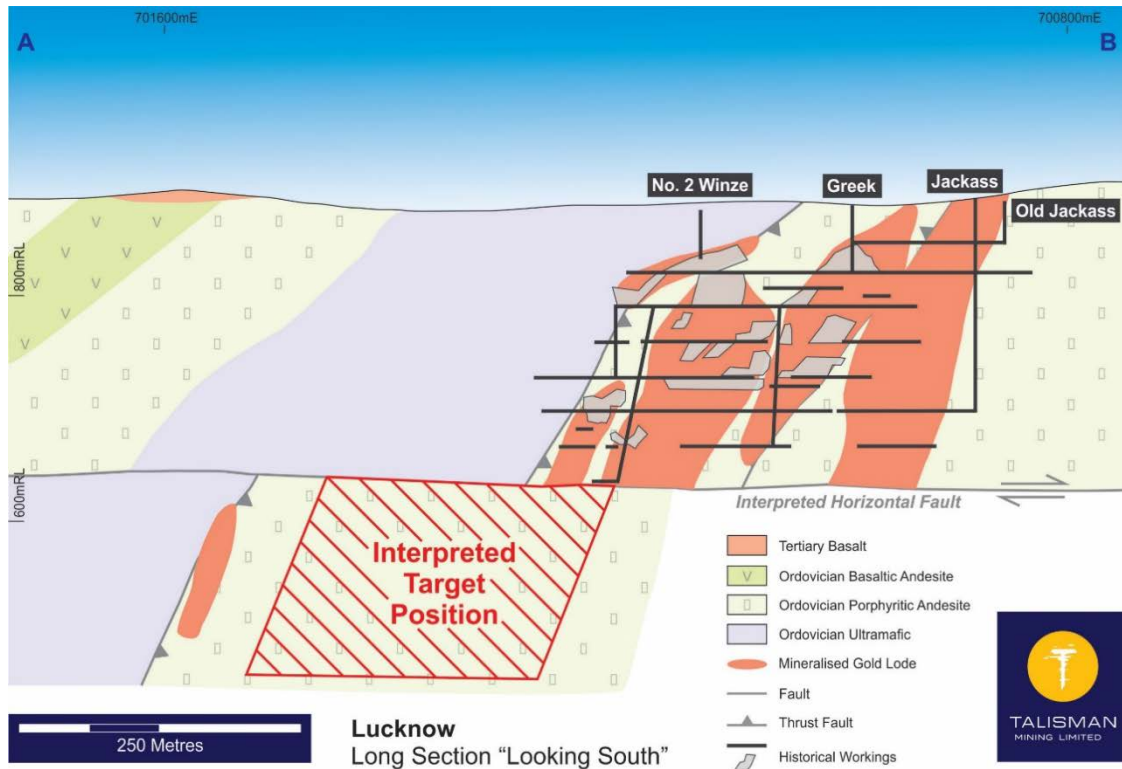 701600mE
700800mE
A
B
No. 2 Winze
Greek
Jackass
Old Jackass
800mRL
600mRL
Interpreted Horizontal Fault
Interpreted
Target
Position
Tertiary Basalt
V Ordovician Basaltic Andesite
Ordovician Porphyritic Andesite
Ordovician Ultramafic
Mineralised Gold Lode
Fault
Thrust Fault
Historical Workings
250 Metres
Lucknow
Long Section “Looking South”
TALISMAN
MINING LIMITED